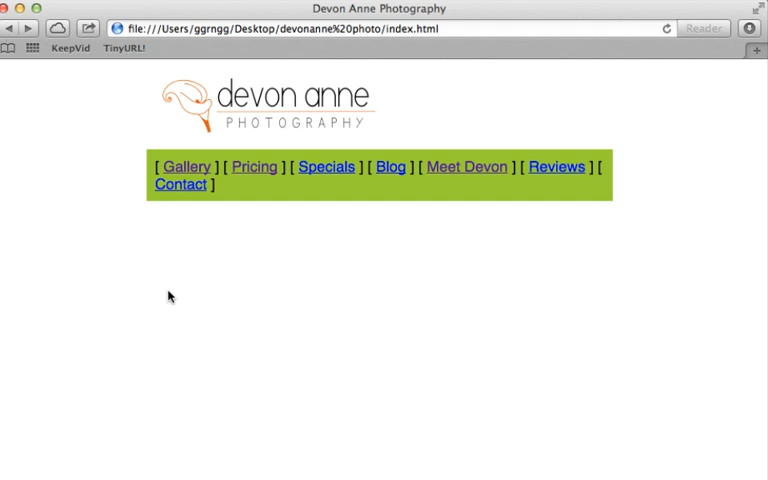 Devon Anne Photography
file:///Users/ggrngg/Desktop/devonanne%20photo/index.html
Reader
KeepVid TinyURL!
devon anne
PHOTOGRAPHY
[ Gallery ] [ Pricing ] [ Specials ] [ Blog ] [ Meet Devon ] [ Reviews ] [
Contact ]